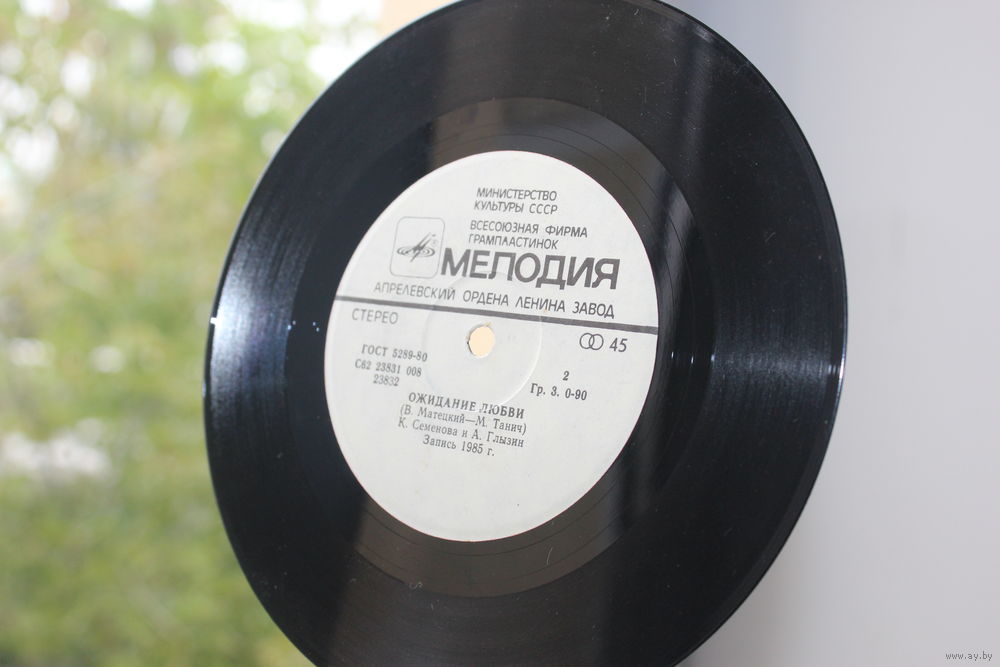 МИНИСТЕРСТВО
КУЛЬТУРЫ СССР
ВСЕСОЮЗНАЯ ФИРМА
ГРАМПЛАСТИНОК
МЕЛОДИЯ
АПРЕЛЕВСКИЙ ОРДЕНА ЛЕНИНА ЗАВОД
СТЕРЕО
45
ГОСТ 5289-80
С62 23831 008
23832
2
Гр. 3. 0-90
ОЖИДАНИЕ ЛЮБВИ
(В. Матецкий—М. Танич)
К. Семенова и А. Глызин
Запись 1985 г.
www.ay.by